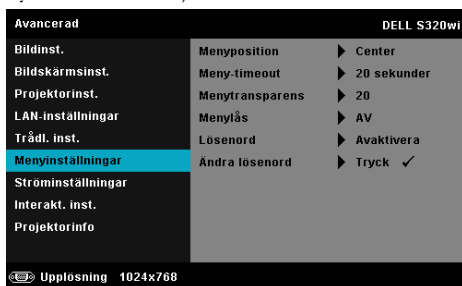 Avancerad DELL S320wi
Bildinst.
Bildskärmsinst.
Projektorinst.
LAN-inställningar
Trådl. inst.
Menyinställningar
Ströminställningar
Interakt. inst.
Projektorinfo
Menyposition Center
Meny-timeout 20 sekunder
Menytransparens 20
Menylås AV
Lösenord Avaktivera
Ändra lösenord Tryck ✓
Upplösning 1024x768